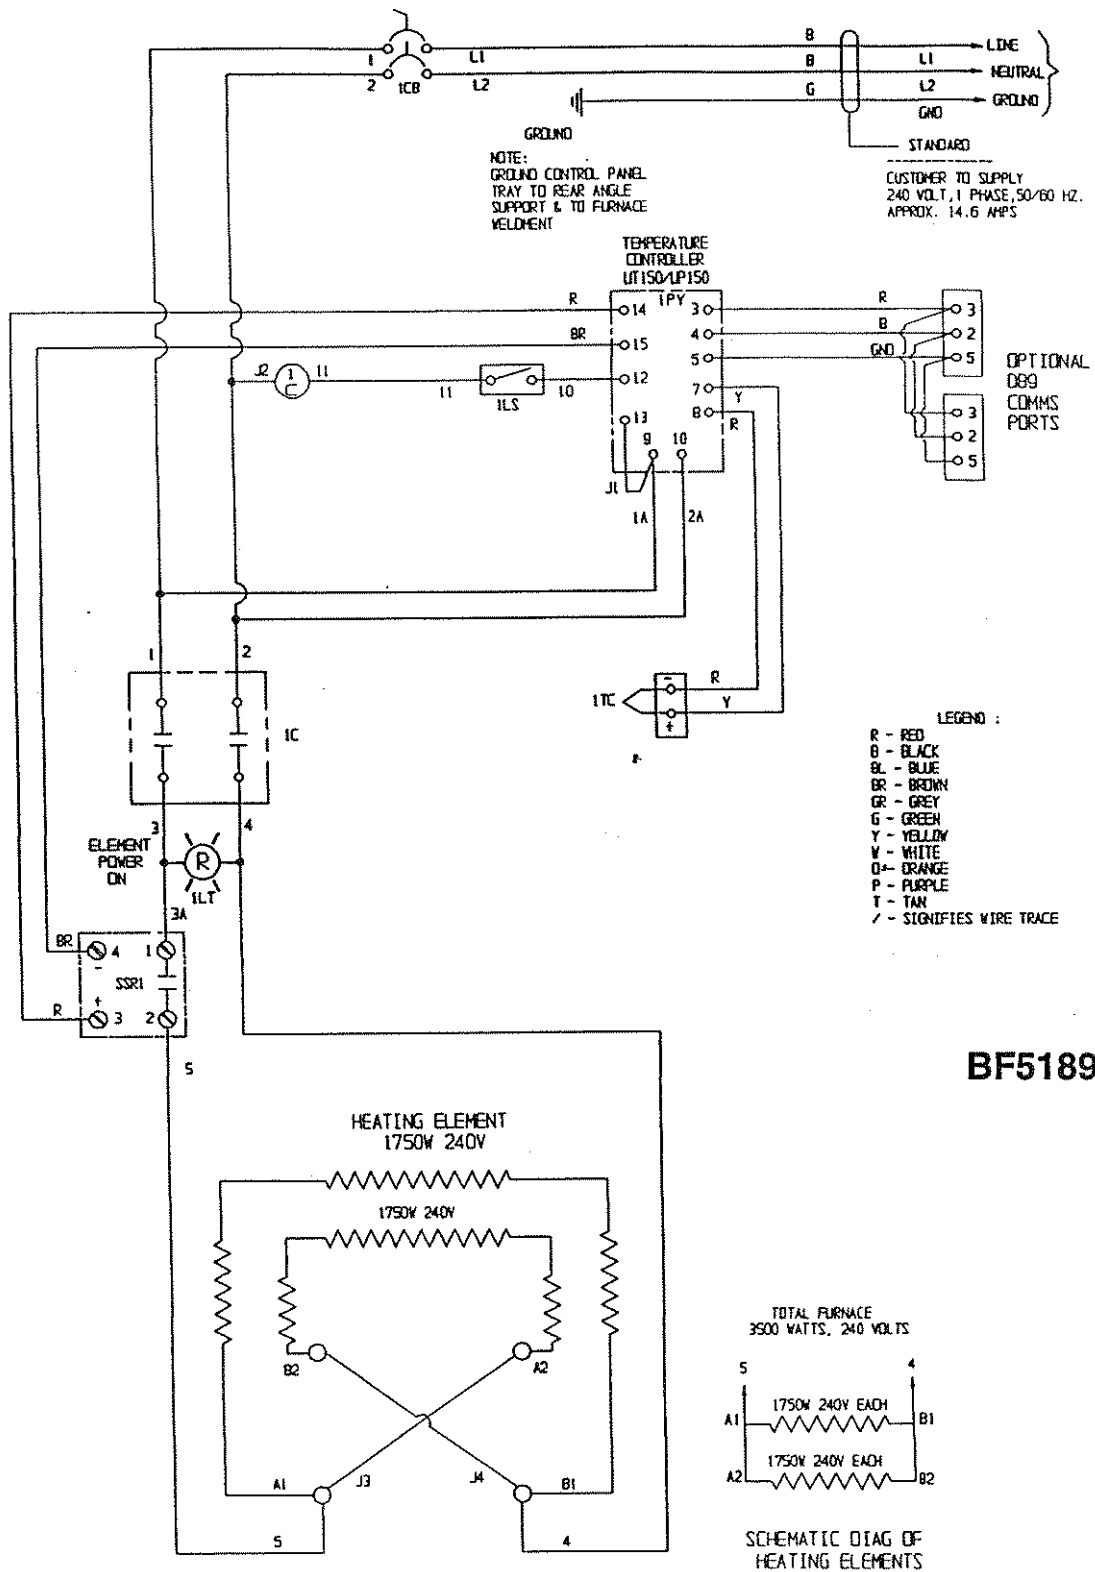 1
L1
B
LINE
2
1CB
L2
B
L1
NEUTRAL
G
L2
GROUND
GND
GROUND
STANDARD
NOTE:
GROUND CONTROL PANEL
TRAY TO REAR ANGLE
SUPPORT & TO FURNACE
WELDMENT
CUSTOMER TO SUPPLY
240 VOLT,1 PHASE,50/60 HZ.
APPROX. 14.6 AMPS
TEMPERATURE
CONTROLLER
UT150/UP150
1PY
R
14
3
R
3
BR
15
4
B
2
5
GND
5
J2
1
C
11
11
1LS
10
12
7
Y
13
8
R
9
10
J1
1A
2A
3
2
5
OPTIONAL
DB9
COMMS
PORTS
1
2
1C
1TC
-
+
R
Y
3
4
ELEMENT
POWER
ON
R
1LT
3A
LEGEND :
R - RED
B - BLACK
BL - BLUE
BR - BROWN
GR - GREY
G - GREEN
Y - YELLOW
W - WHITE
O - ORANGE
P - PURPLE
T - TAN
/ - SIGNIFIES WIRE TRACE
BR
4
1
-
SSR1
+
R
3
2
5
BF5189
HEATING ELEMENT
1750W 240V
1750W 240V
B2
A2
A1
J3
J4
B1
5
4
TOTAL FURNACE
3500 WATTS, 240 VOLTS
5
4
A1
1750W 240V EACH
B1
A2
1750W 240V EACH
B2
SCHEMATIC DIAG OF
HEATING ELEMENTS